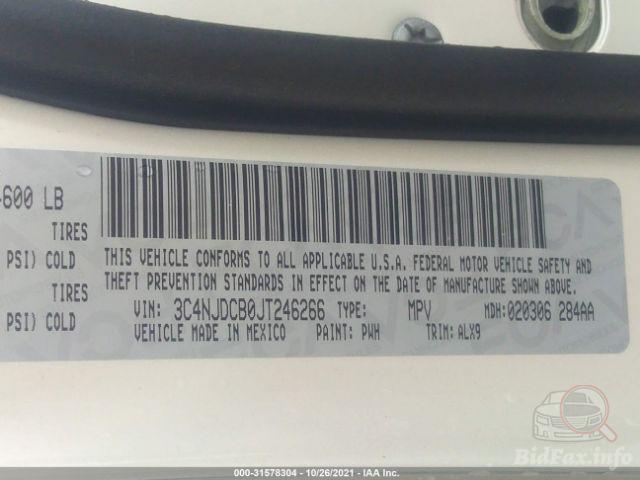 600 LB
TIRES
PSI) COLD
TIRES
PSI) COLD
THIS VEHICLE CONFORMS TO ALL APPLICABLE U.S.A. FEDERAL MOTOR VEHICLE SAFETY AND
THEFT PREVENTION STANDARDS IN EFFECT ON THE DATE OF MANUFACTURE SHOWN ABOVE.
VIN: 3C4NJDCB0JT246266 TYPE: MPV MDH: 020306 284AA
VEHICLE MADE IN MEXICO PAINT: PWH TRIM: ALX9
BidFax.info
000-31578304 - 10/26/2021 - IAA Inc.